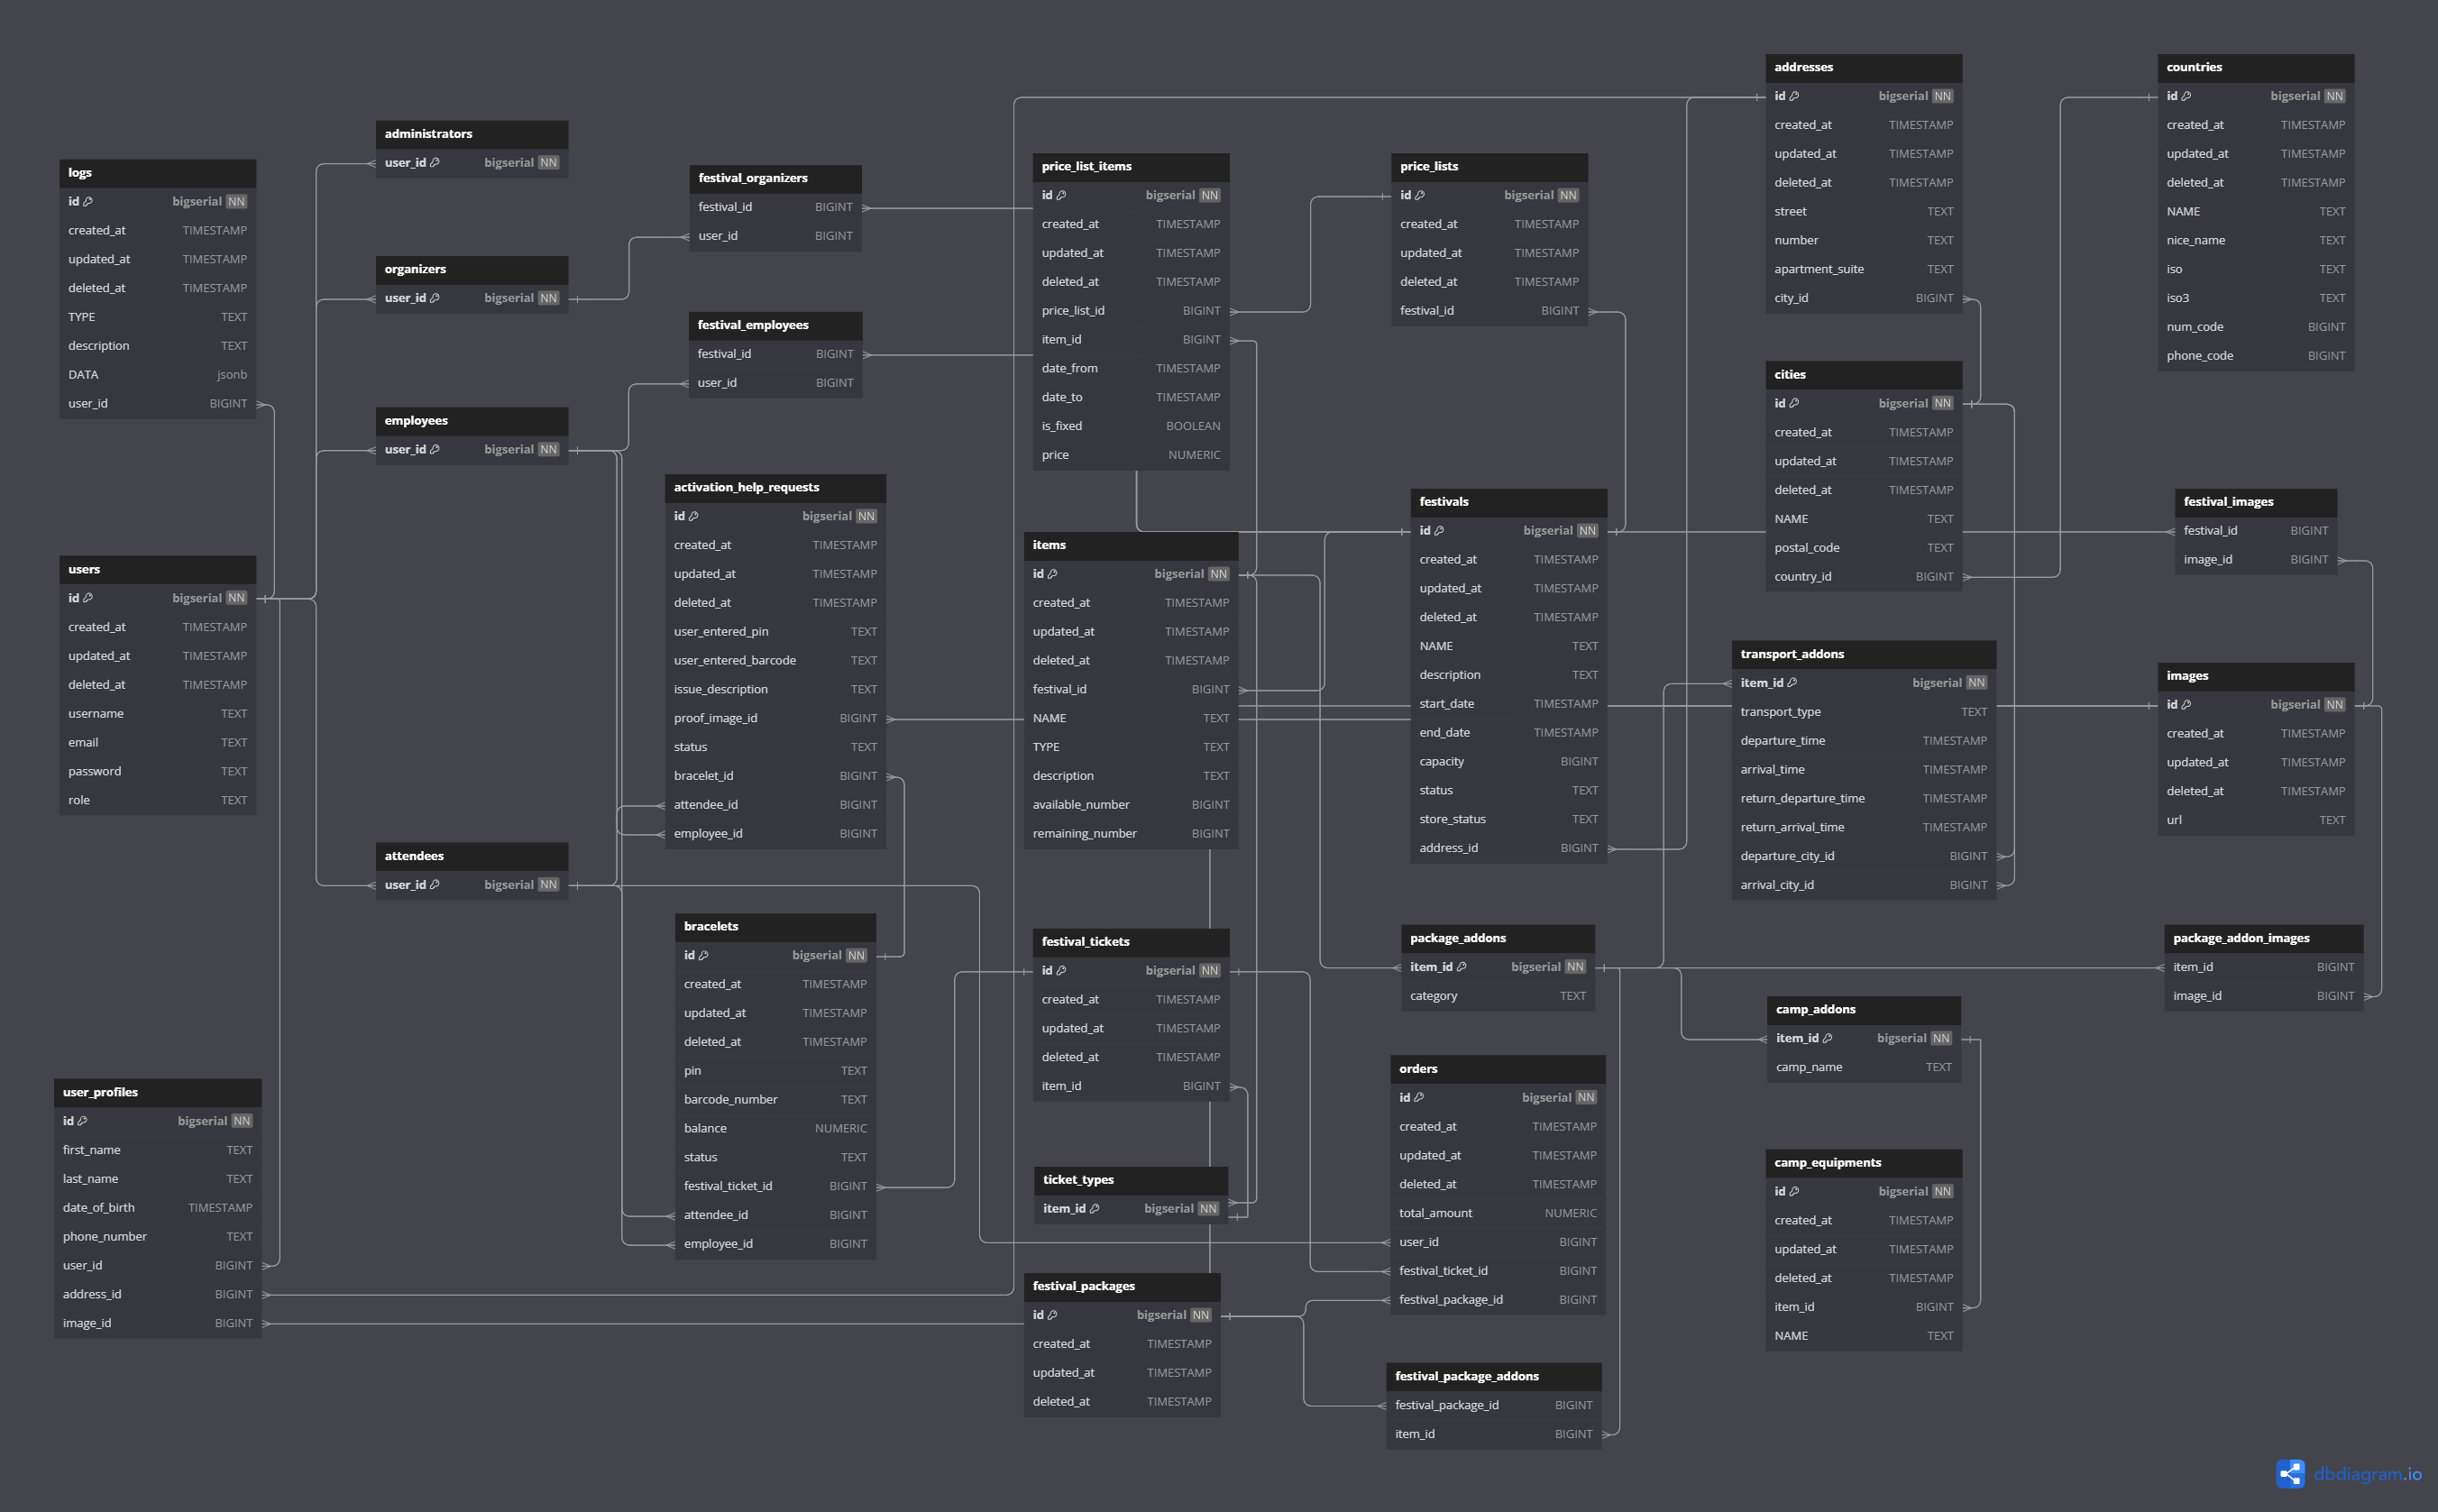 logs
id bigserial NN
created_at TIMESTAMP
updated_at TIMESTAMP
deleted_at TIMESTAMP
TYPE TEXT
description TEXT
DATA jsonb
user_id BIGINT
users
id bigserial NN
created_at TIMESTAMP
updated_at TIMESTAMP
deleted_at TIMESTAMP
username TEXT
email TEXT
password TEXT
role TEXT
user_profiles
id bigserial NN
first_name TEXT
last_name TEXT
date_of_birth TIMESTAMP
phone_number TEXT
user_id BIGINT
address_id BIGINT
image_id BIGINT
administrators
user_id bigserial NN
organizers
user_id bigserial NN
employees
user_id bigserial NN
attendees
user_id bigserial NN
festival_organizers
festival_id BIGINT
user_id BIGINT
festival_employees
festival_id BIGINT
user_id BIGINT
activation_help_requests
id bigserial NN
created_at TIMESTAMP
updated_at TIMESTAMP
deleted_at TIMESTAMP
user_entered_pin TEXT
user_entered_barcode TEXT
issue_description TEXT
proof_image_id BIGINT
status TEXT
bracelet_id BIGINT
attendee_id BIGINT
employee_id BIGINT
bracelets
id bigserial NN
created_at TIMESTAMP
updated_at TIMESTAMP
deleted_at TIMESTAMP
pin TEXT
barcode_number TEXT
balance NUMERIC
status TEXT
festival_ticket_id BIGINT
attendee_id BIGINT
employee_id BIGINT
price_list_items
id bigserial NN
created_at TIMESTAMP
updated_at TIMESTAMP
deleted_at TIMESTAMP
price_list_id BIGINT
item_id BIGINT
date_from TIMESTAMP
date_to TIMESTAMP
is_fixed BOOLEAN
price NUMERIC
items
id bigserial NN
created_at TIMESTAMP
updated_at TIMESTAMP
deleted_at TIMESTAMP
festival_id BIGINT
NAME TEXT
TYPE TEXT
description TEXT
available_number BIGINT
remaining_number BIGINT
festival_tickets
id bigserial NN
created_at TIMESTAMP
updated_at TIMESTAMP
deleted_at TIMESTAMP
item_id BIGINT
ticket_types
item_id bigserial NN
festival_packages
id bigserial NN
created_at TIMESTAMP
updated_at TIMESTAMP
deleted_at TIMESTAMP
price_lists
id bigserial NN
created_at TIMESTAMP
updated_at TIMESTAMP
deleted_at TIMESTAMP
festival_id BIGINT
festivals
id bigserial NN
created_at TIMESTAMP
updated_at TIMESTAMP
deleted_at TIMESTAMP
NAME TEXT
description TEXT
start_date TIMESTAMP
end_date TIMESTAMP
capacity BIGINT
status TEXT
store_status TEXT
address_id BIGINT
package_addons
item_id bigserial NN
category TEXT
orders
id bigserial NN
created_at TIMESTAMP
updated_at TIMESTAMP
deleted_at TIMESTAMP
total_amount NUMERIC
user_id BIGINT
festival_ticket_id BIGINT
festival_package_id BIGINT
festival_package_addons
festival_package_id BIGINT
item_id BIGINT
addresses
id bigserial NN
created_at TIMESTAMP
updated_at TIMESTAMP
deleted_at TIMESTAMP
street TEXT
number TEXT
apartment_suite TEXT
city_id BIGINT
cities
id bigserial NN
created_at TIMESTAMP
updated_at TIMESTAMP
deleted_at TIMESTAMP
NAME TEXT
postal_code TEXT
country_id BIGINT
transport_addons
item_id bigserial NN
transport_type TEXT
departure_time TIMESTAMP
arrival_time TIMESTAMP
return_departure_time TIMESTAMP
return_arrival_time TIMESTAMP
departure_city_id BIGINT
arrival_city_id BIGINT
camp_addons
item_id bigserial NN
camp_name TEXT
camp_equipments
id bigserial NN
created_at TIMESTAMP
updated_at TIMESTAMP
deleted_at TIMESTAMP
item_id BIGINT
NAME TEXT
countries
id bigserial NN
created_at TIMESTAMP
updated_at TIMESTAMP
deleted_at TIMESTAMP
NAME TEXT
nice_name TEXT
iso TEXT
iso3 TEXT
num_code BIGINT
phone_code BIGINT
festival_images
festival_id BIGINT
image_id BIGINT
images
id bigserial NN
created_at TIMESTAMP
updated_at TIMESTAMP
deleted_at TIMESTAMP
url TEXT
package_addon_images
item_id BIGINT
image_id BIGINT
dbdiagram.io